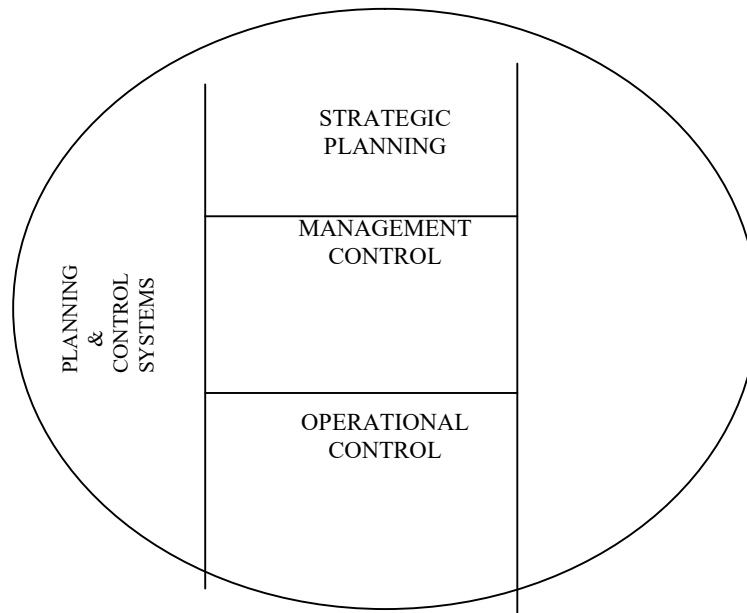 STRATEGIC
PLANNING
MANAGEMENT
CONTROL
PLANNING
&
CONTROL
SYSTEMS
OPERATIONAL
CONTROL